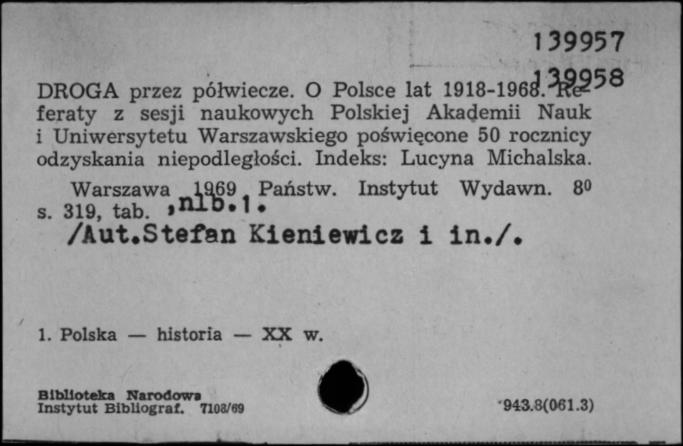 139957
139958
DROGA przez półwiecze. O Polsce lat 1918-1968. Re-
feraty z sesji naukowych Polskiej Akademii Nauk
i Uniwersytetu Warszawskiego poświęcone 50 rocznicy
odzyskania niepodległości. Indeks: Lucyna Michalska.
Warszawa 1969 Państw. Instytut Wydawn. 8⁰
s. 319, tab. ,nlb.1.
/Aut.Stefan Kieniewicz i in./.
1. Polska — historia — XX w.
Biblioteka Narodowa
Instytut Bibliograf. 7108/69
943.8(061.3)